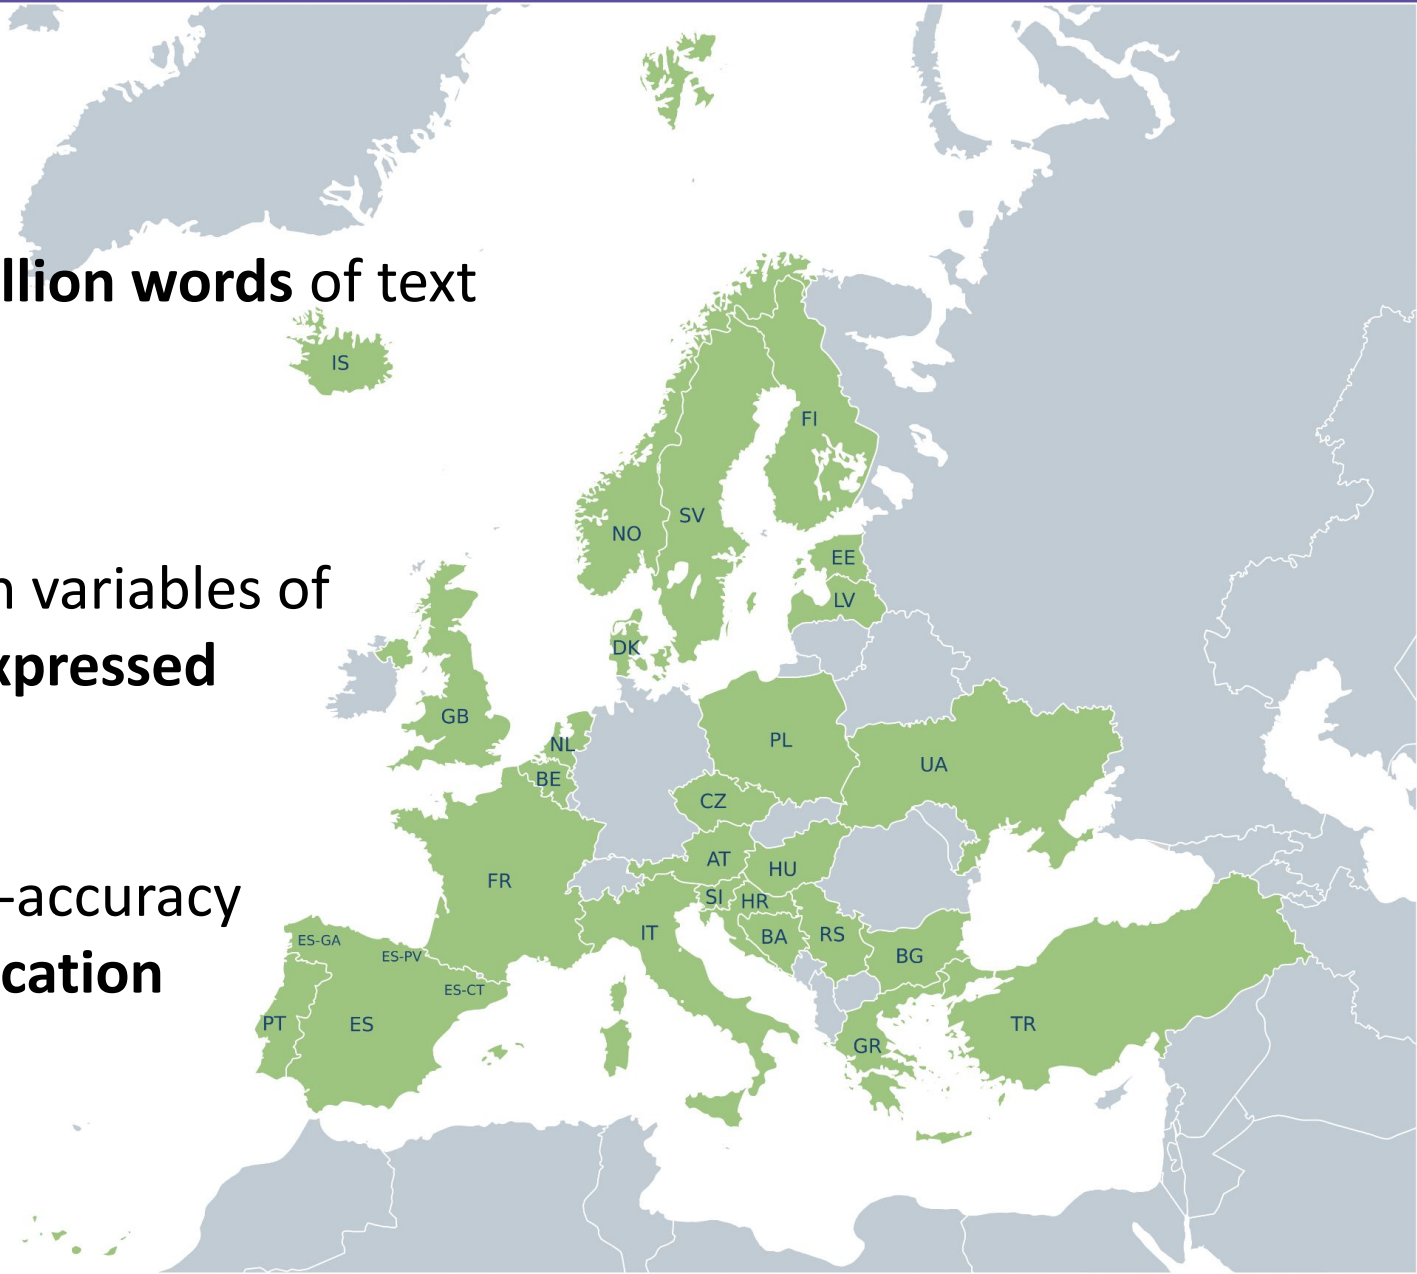 llion words of text
IS
FI
SV
NO
EE
LV
DK
GB
NL
PL
BE
UA
CZ
AT
HU
FR
SI
HR
IT
BA
RS
BG
ES-GA
ES-PV
ES-CT
PT
ES
TR
GR
n variables of
xpressed
-accuracy
cation